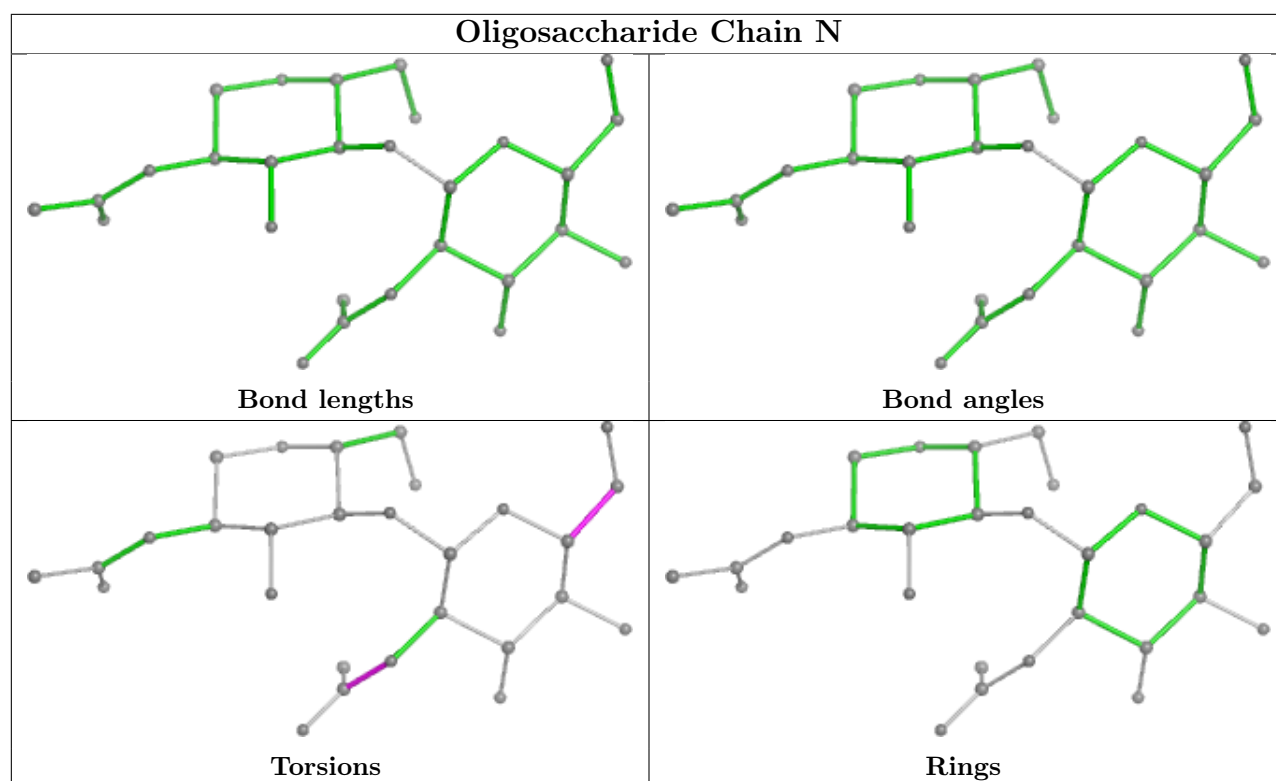 Oligosaccharide Chain N
Bond lengths
Bond angles
Torsions
Rings